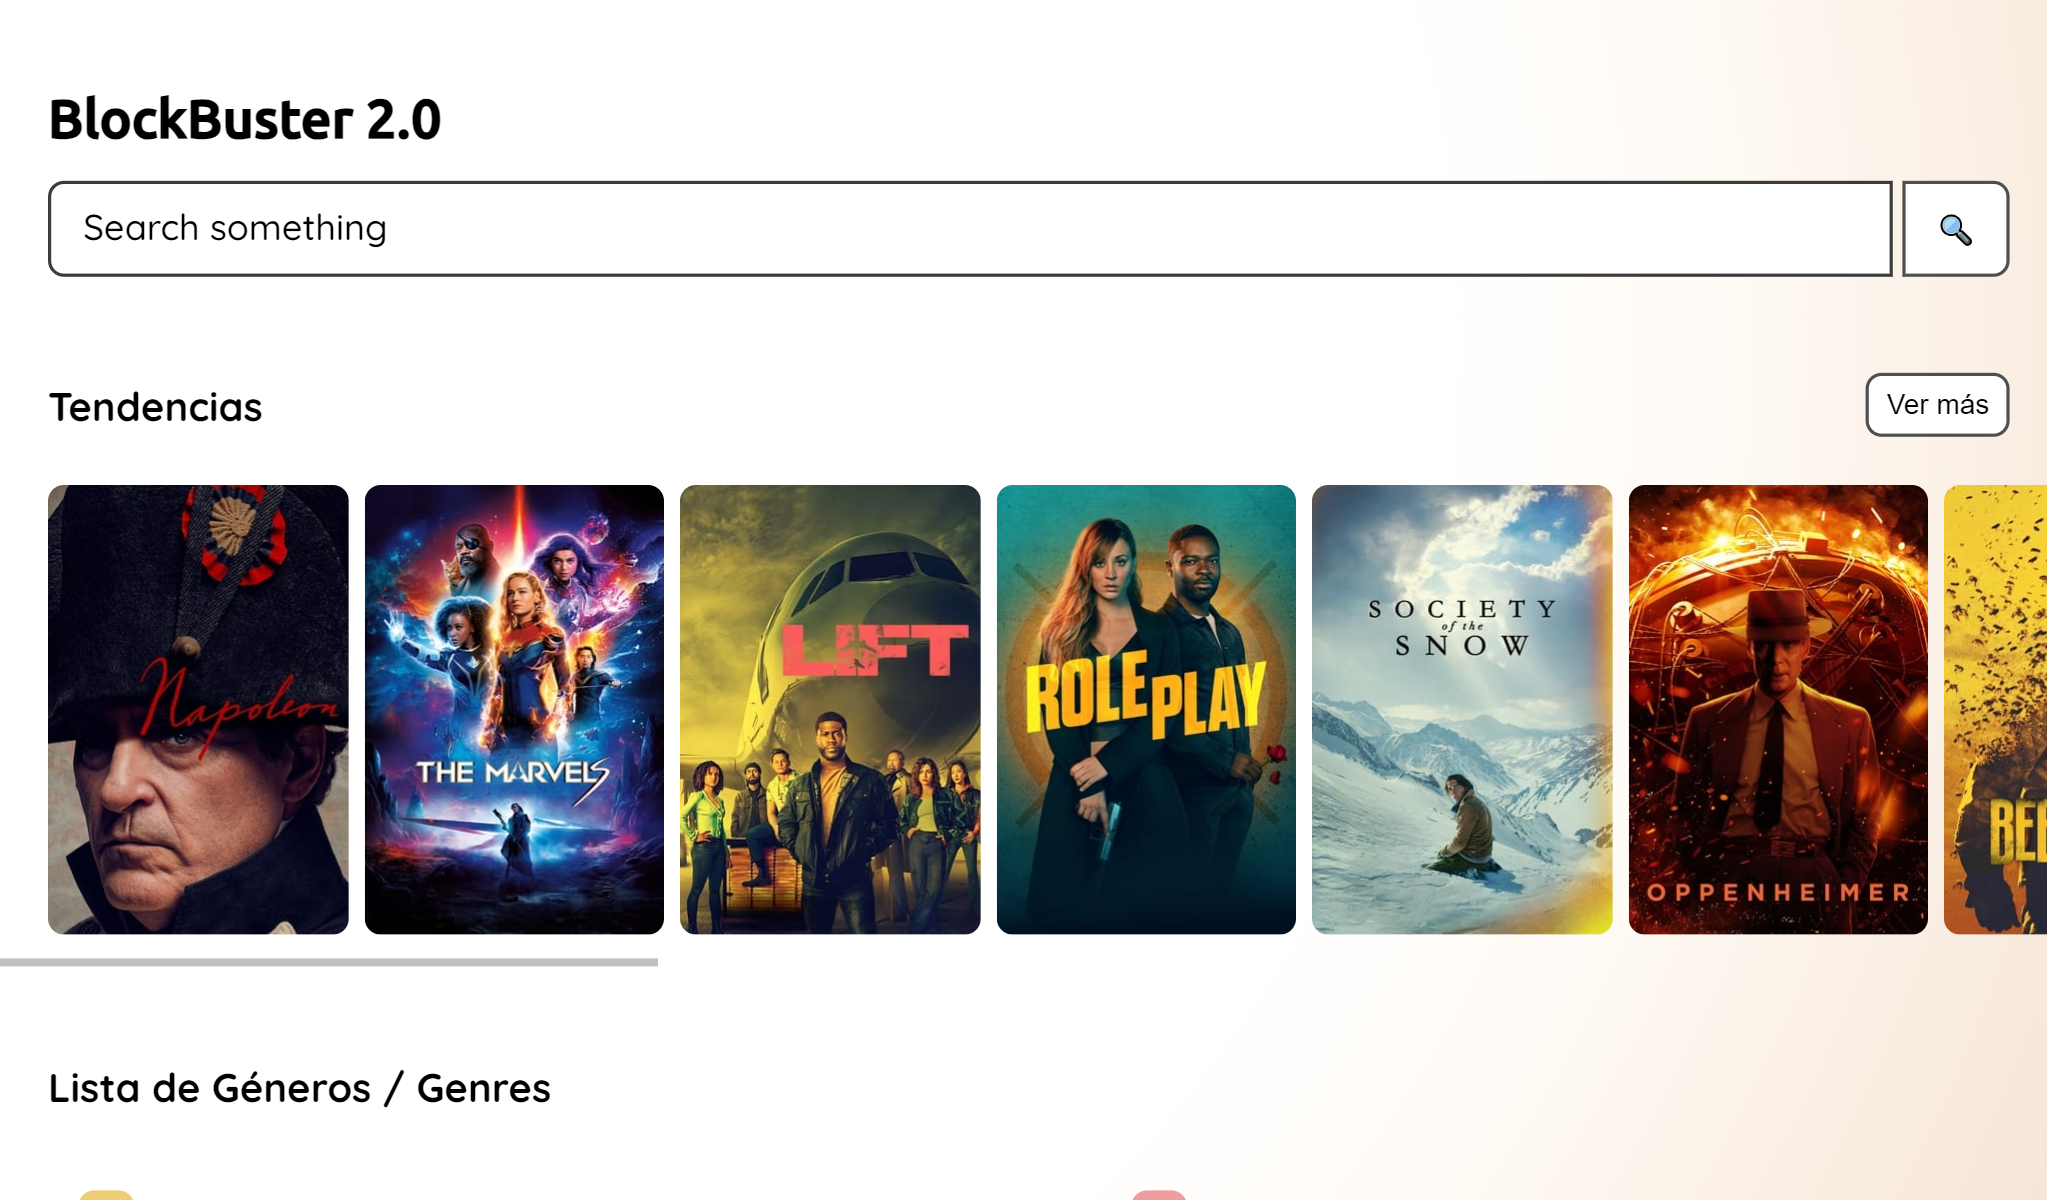 BlockBuster 2.0
Search something
Tendencias
Ver más
Napoleon
THE MARVELS
LIFT
ROLE PLAY
SOCIETY
of the
SNOW
OPPENHEIMER
Lista de Géneros / Genres